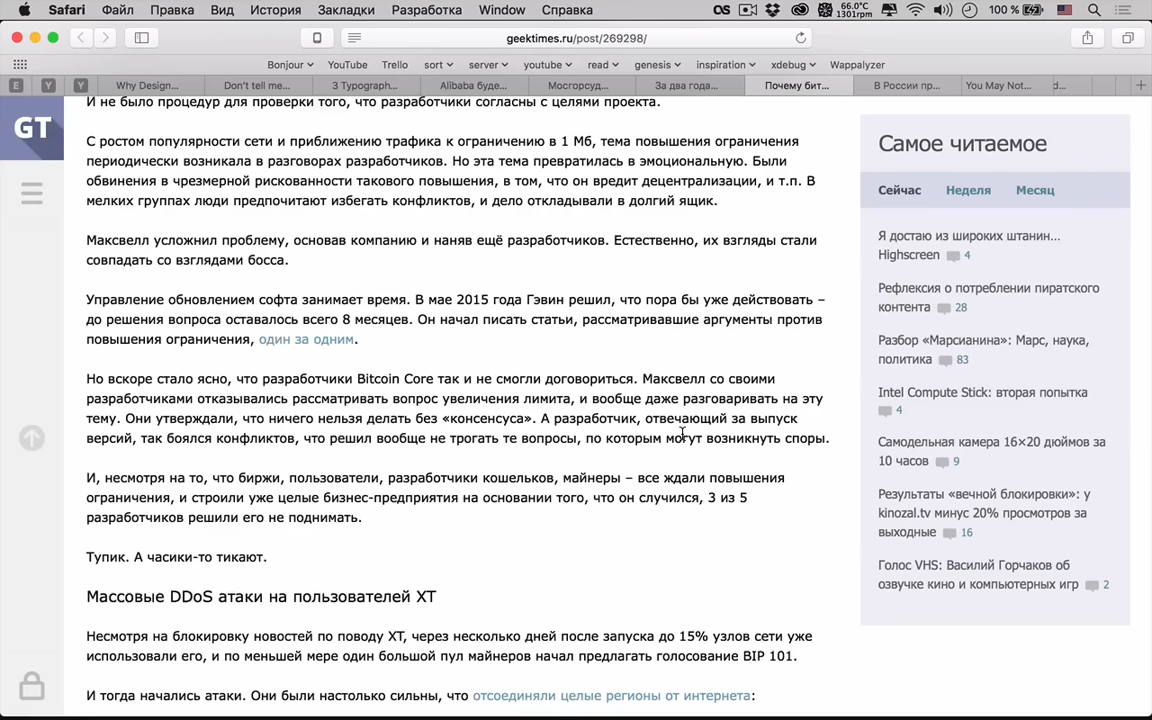 Safari Файл Правка Вид История Закладки Разработка Window Справка
66.0°C
1301rpm
100 %
geektimes.ru/post/269298/
Bonjour YouTube Trello sort server youtube read genesis inspiration xdebug Wappalyzer
E Y Y Why Design... Don't tell me... 3 Typograph... Alibaba буде... Мосгорсуд... За два года... Почему бит... В России пр... You May Not... d...
GT
И не было процедур для проверки того, что разработчики согласны с целями проекта.
С ростом популярности сети и приближению трафика к ограничению в 1 Мб, тема повышения ограничения
периодически возникала в разговорах разработчиков. Но эта тема превратилась в эмоциональную. Были
обвинения в чрезмерной рискованности такового повышения, в том, что он вредит децентрализации, и т.п. В
мелких группах люди предпочитают избегать конфликтов, и дело откладывали в долгий ящик.
Максвелл усложнил проблему, основав компанию и наняв ещё разработчиков. Естественно, их взгляды стали
совпадать со взглядами босса.
Управление обновлением софта занимает время. В мае 2015 года Гэвин решил, что пора бы уже действовать –
до решения вопроса оставалось всего 8 месяцев. Он начал писать статьи, рассматривавшие аргументы против
повышения ограничения, один за одним.
Но вскоре стало ясно, что разработчики Bitcoin Core так и не смогли договориться. Максвелл со своими
разработчиками отказывались рассматривать вопрос увеличения лимита, и вообще даже разговаривать на эту
тему. Они утверждали, что ничего нельзя делать без «консенсуса». А разработчик, отвечающий за выпуск
версий, так боялся конфликтов, что решил вообще не трогать те вопросы, по которым могут возникнуть споры.
И, несмотря на то, что биржи, пользователи, разработчики кошельков, майнеры – все ждали повышения
ограничения, и строили уже целые бизнес-предприятия на основании того, что он случился, 3 из 5
разработчиков решили его не поднимать.
Тупик. А часики-то тикают.
Массовые DDoS атаки на пользователей XT
Несмотря на блокировку новостей по поводу XT, через несколько дней после запуска до 15% узлов сети уже
использовали его, и по меньшей мере один большой пул майнеров начал предлагать голосование BIP 101.
И тогда начались атаки. Они были настолько сильны, что отсоединяли целые регионы от интернета:
Самое читаемое
Сейчас Неделя Месяц
Я достаю из широких штанин...
Highscreen 4
Рефлексия о потреблении пиратского
контента 28
Разбор «Марсианина»: Марс, наука,
политика 83
Intel Compute Stick: вторая попытка
4
Самодельная камера 16×20 дюймов за
10 часов 9
Результаты «вечной блокировки»: у
kinozal.tv минус 20% просмотров за
выходные 16
Голос VHS: Василий Горчаков об
озвучке кино и компьютерных игр 2